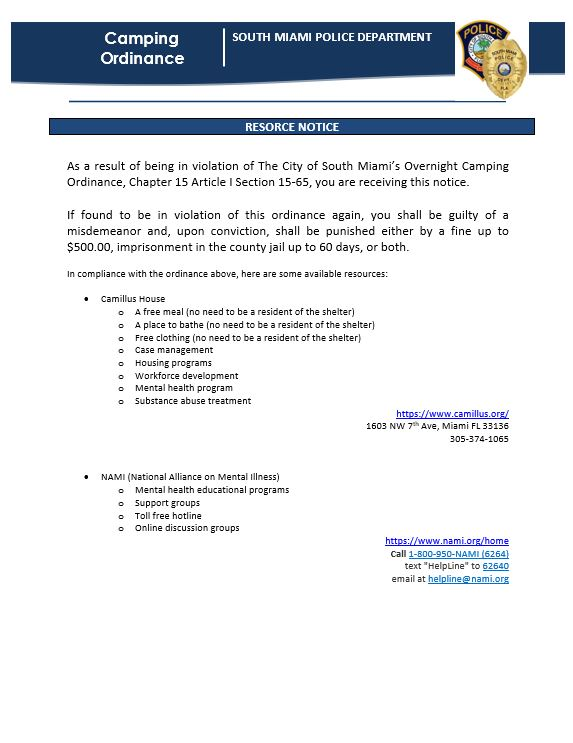 Camping
Ordinance
SOUTH MIAMI POLICE DEPARTMENT
POLICE
SOUTH MIAMI
POLICE
DEPT
FLA
RESORCE NOTICE
As a result of being in violation of The City of South Miami's Overnight Camping
Ordinance, Chapter 15 Article I Section 15-65, you are receiving this notice.
If found to be in violation of this ordinance again, you shall be guilty of a
misdemeanor and, upon conviction, shall be punished either by a fine up to
$500.00, imprisonment in the county jail up to 60 days, or both.
In compliance with the ordinance above, here are some available resources:
• Camillus House
o A free meal (no need to be a resident of the shelter)
o A place to bathe (no need to be a resident of the shelter)
o Free clothing (no need to be a resident of the shelter)
o Case management
o Housing programs
o Workforce development
o Mental health program
o Substance abuse treatment
https://www.camillus.org/
1603 NW 7th Ave, Miami FL 33136
305-374-1065
• NAMI (National Alliance on Mental Illness)
o Mental health educational programs
o Support groups
o Toll free hotline
o Online discussion groups
https://www.nami.org/home
Call 1-800-950-NAMI (6264)
text "HelpLine" to 62640
email at helpline@nami.org